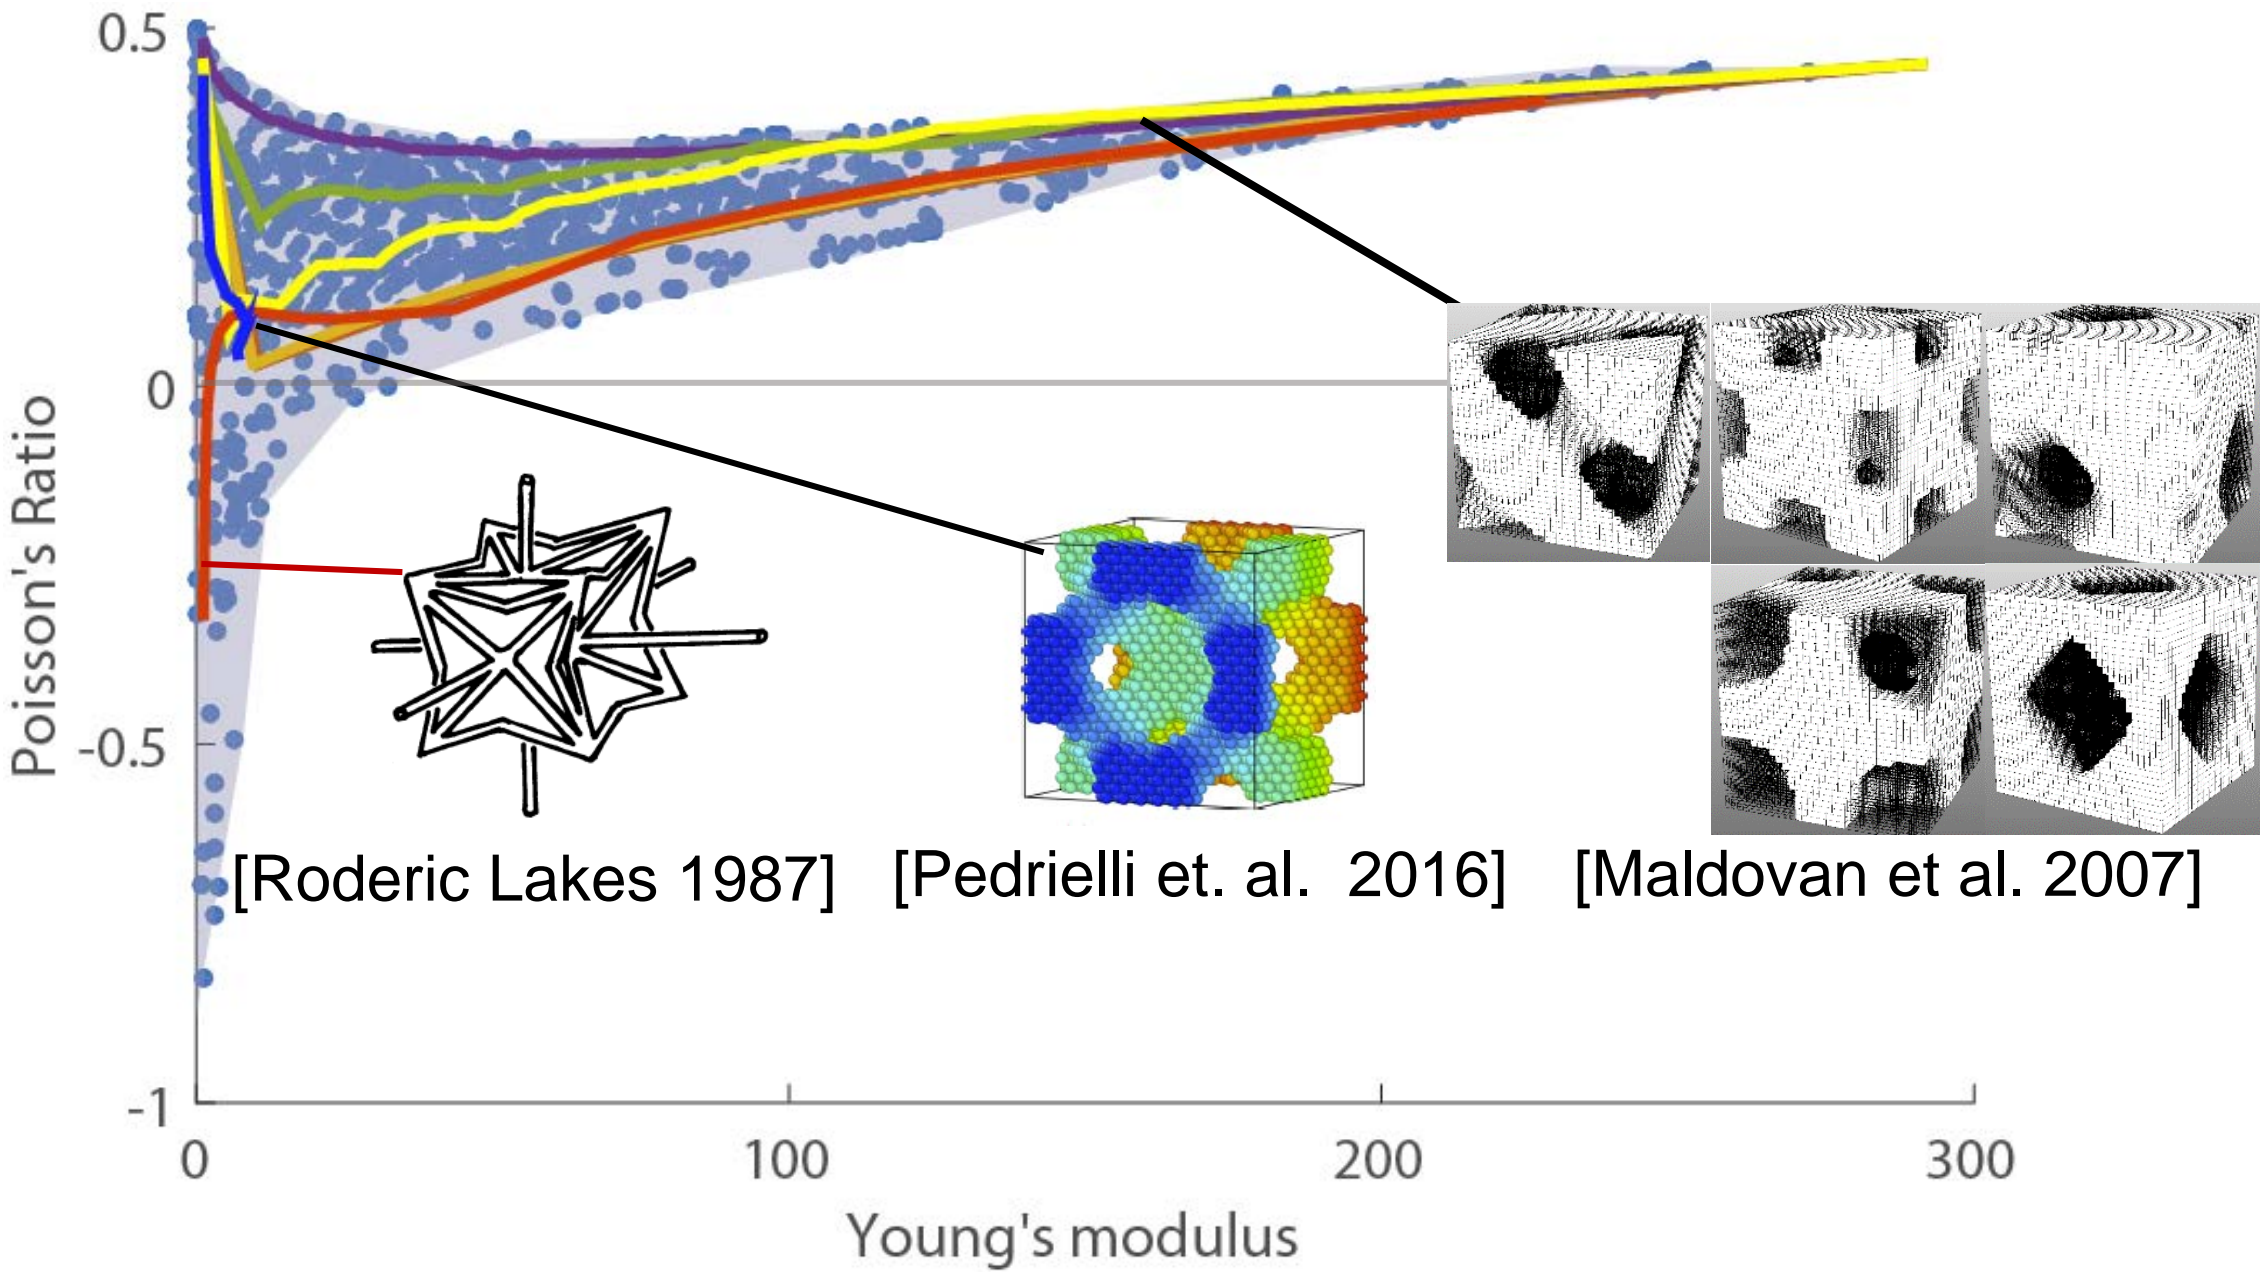 0.5
0
-0.5
-1
Poisson's Ratio
[Roderic Lakes 1987]
[Pedrielli et. al. 2016]
[Maldovan et al. 2007]
0
100
200
300
Young's modulus